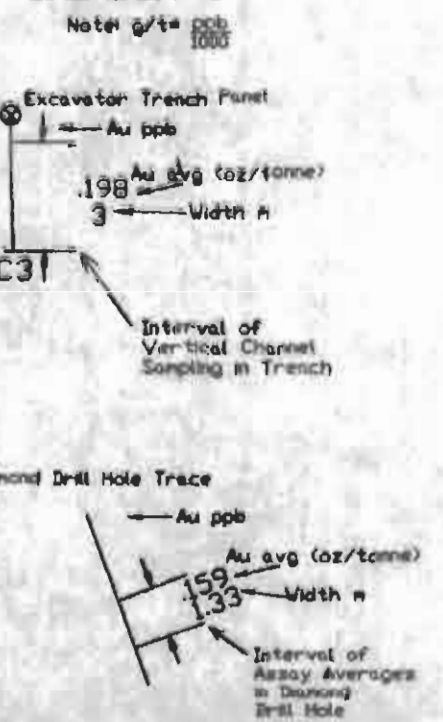 Note: g/t= ppb
1000
Excavator Trench Panel
Au ppb
Au avg (oz/tonne)
.198
3
Width m
C3
Interval of
Vertical Channel
Sampling in Trench
mond Drill Hole Trace
Au ppb
Au avg (oz/tonne)
.159
1.33
Width m
Interval of
Assay Averages
in Diamond
Drill Hole